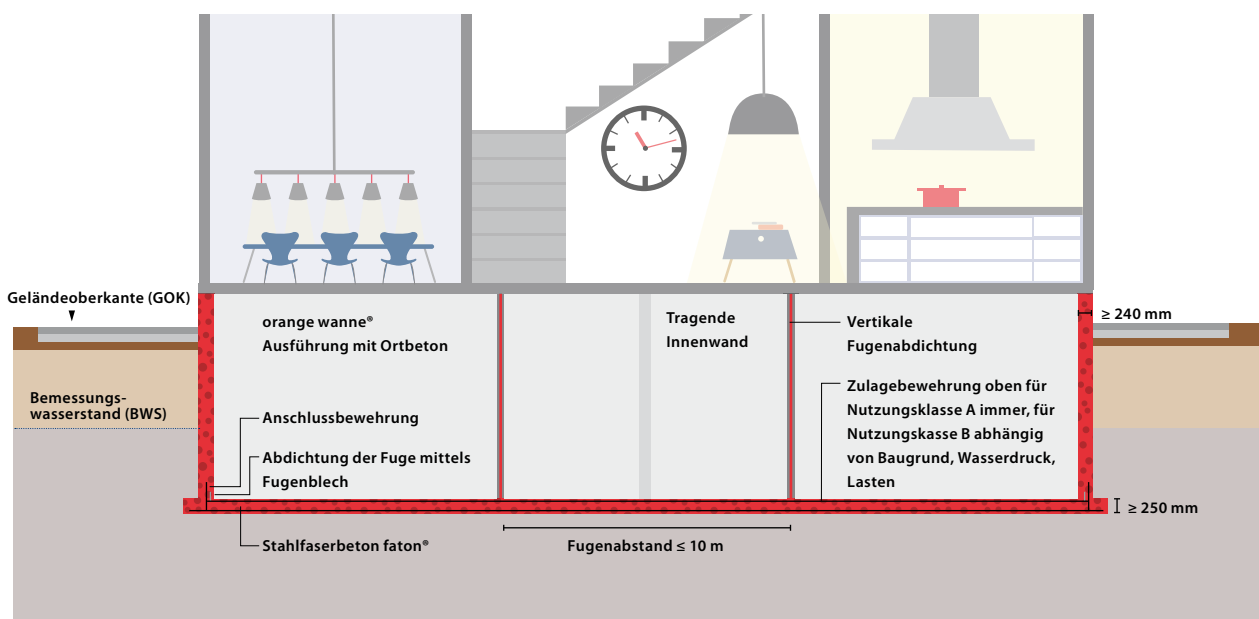 Geländeoberkante (GOK)
Bemessungs-
wasserstand (BWS)
orange wanne®
Ausführung mit Ortbeton
Anschlussbewehrung
Abdichtung der Fuge mittels
Fugenblech
Stahlfaserbeton faton®
Tragende
Innenwand
Fugenabstand ≤ 10 m
Vertikale
Fugenabdichtung
Zulagebewehrung oben für
Nutzungsklasse A immer, für
Nutzungskasse B abhängig
von Baugrund, Wasserdruck,
Lasten
≥ 240 mm
≥ 250 mm